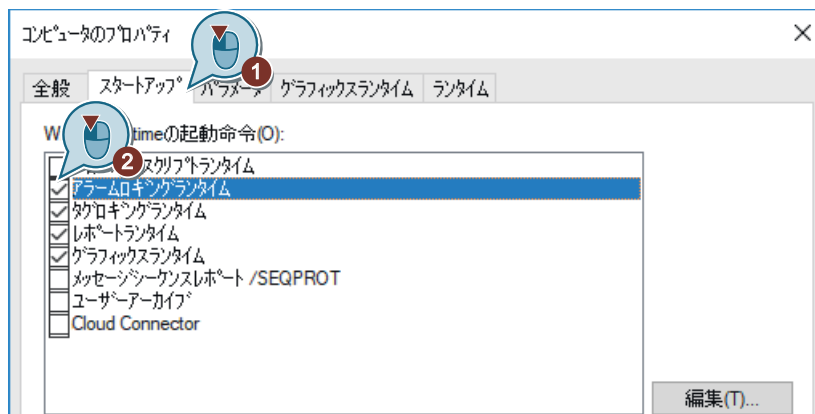 コンピュータのプロパティ
1
全般 スタートアップ パラメータ グラフィックスランタイム ランタイム
W timeの起動命令(O):
2
スクリプトランタイム
アラームロギングランタイム
タグロギングランタイム
レポートランタイム
グラフィックスランタイム
メッセージシーケンスレポート /SEQPROT
ユーザーアーカイブ
Cloud Connector
編集(T)...